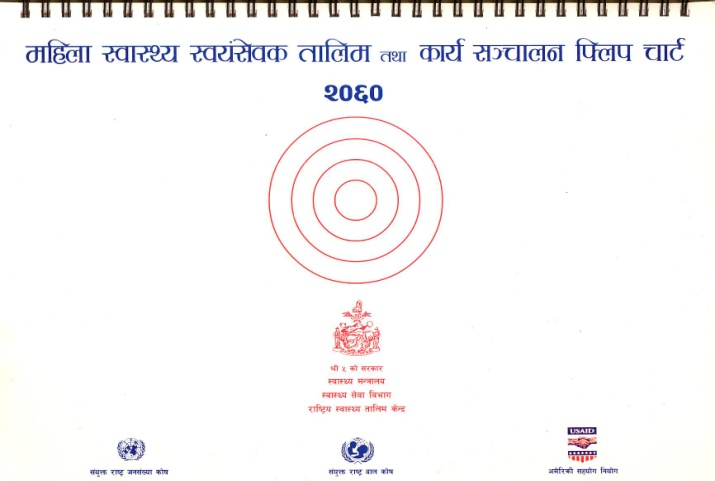 महिला स्वास्थ्य स्वयंसेवक तालिम तथा कार्य सञ्चालन फ्लिप चार्ट
२०६०
श्री ५ को सरकार
स्वास्थ्य मन्त्रालय
स्वास्थ्य सेवा विभाग
राष्ट्रिय स्वास्थ्य तालिम केन्द्र
संयुक्त राष्ट्र जनसंख्या कोष
संयुक्त राष्ट्र बाल कोष
USAID
अमेरिकी सहयोग नियोग